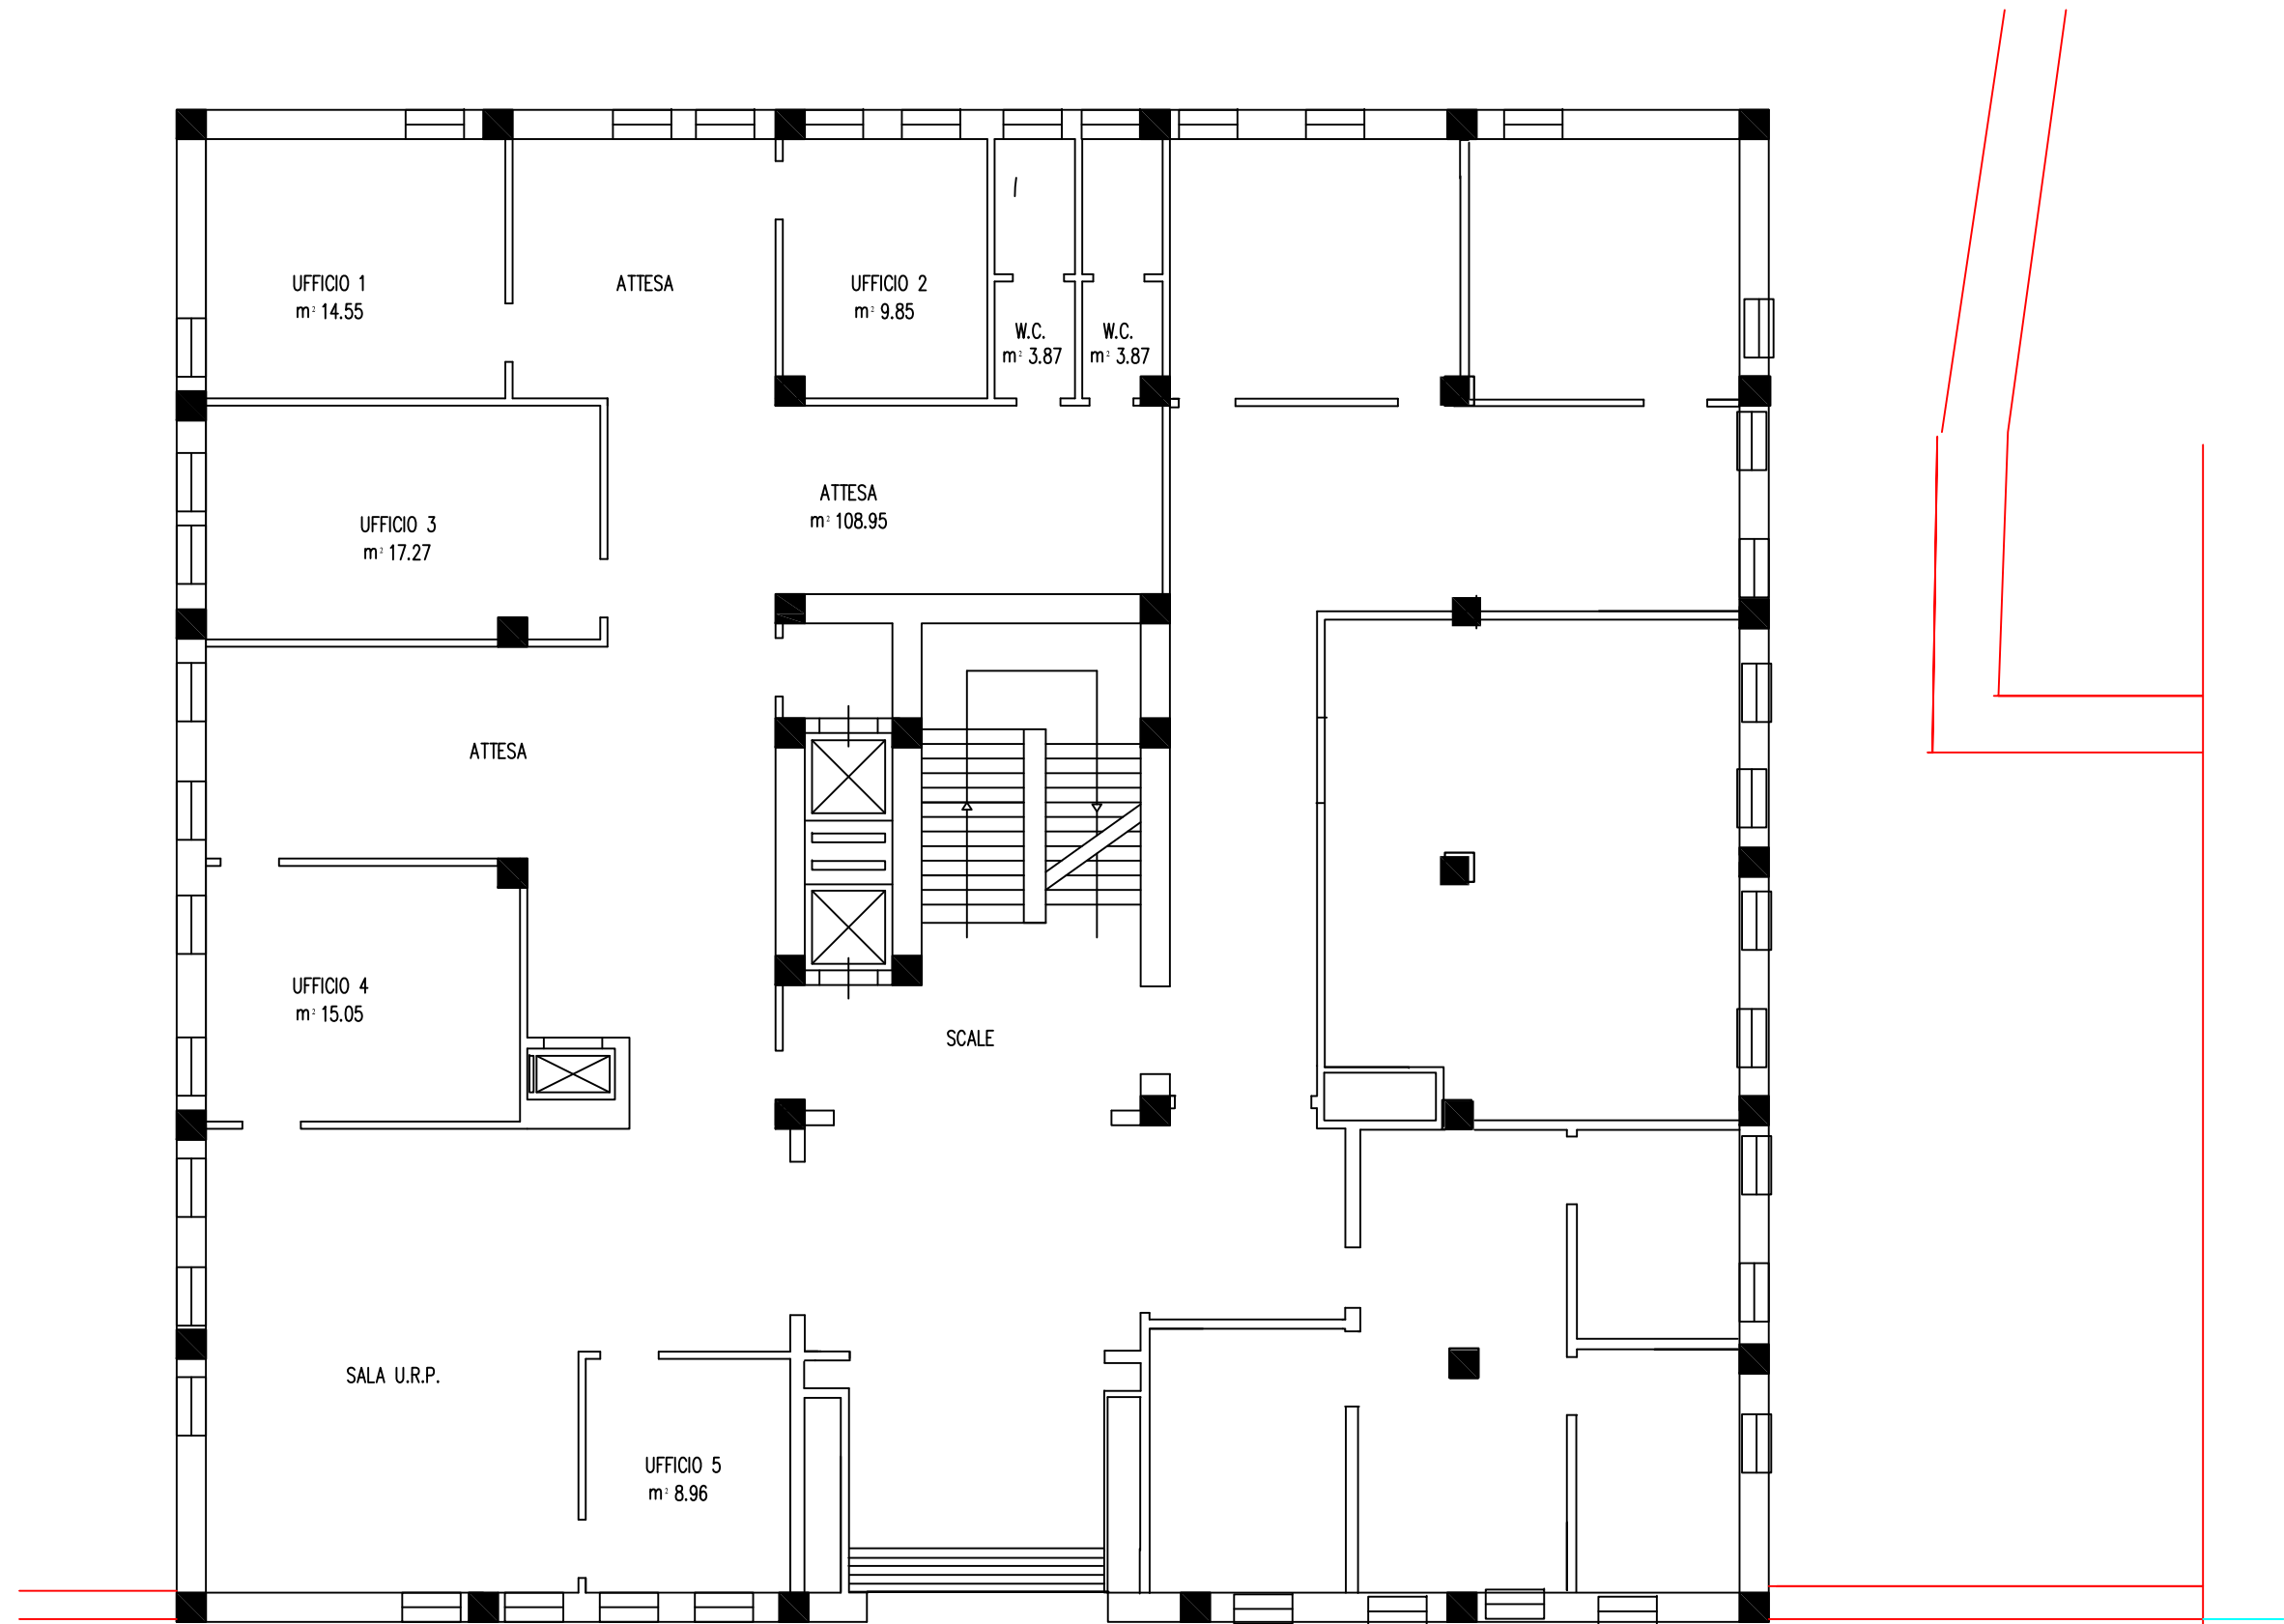 UFFICIO 1
m² 14.55
ATTESA
UFFICIO 2
m² 9.85
W.C.
m² 3.87
W.C.
m² 3.87
ATTESA
m² 108.95
UFFICIO 3
m² 17.27
ATTESA
UFFICIO 4
m² 15.05
SCALE
SALA U.R.P.
UFFICIO 5
m² 8.96